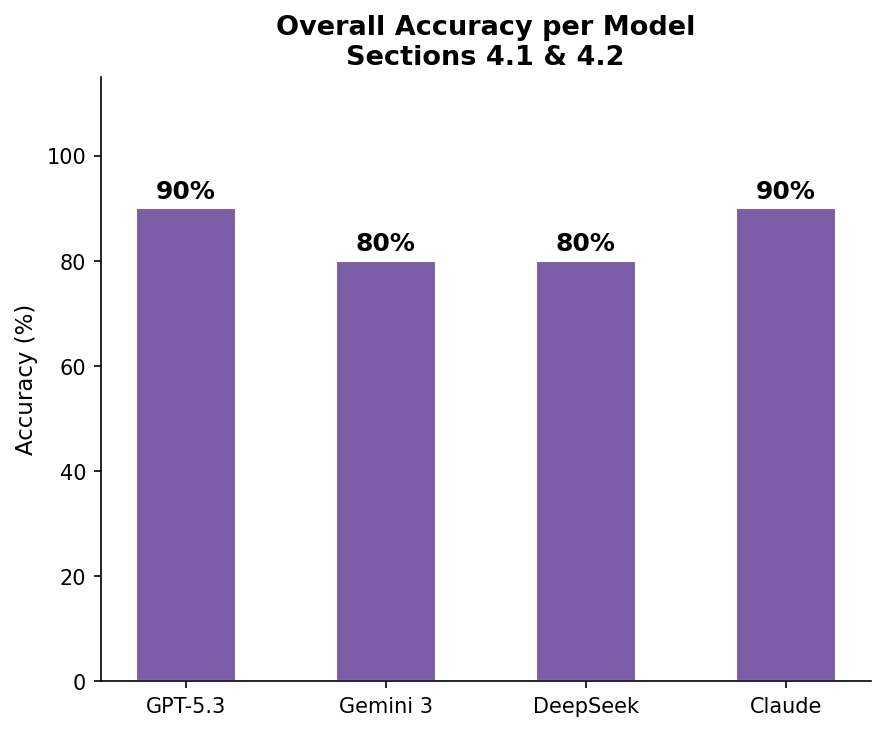 Overall Accuracy per Model
Sections 4.1 & 4.2
Accuracy (%)
100
80
60
40
20
0
90%
80%
80%
90%
GPT-5.3
Gemini 3
DeepSeek
Claude